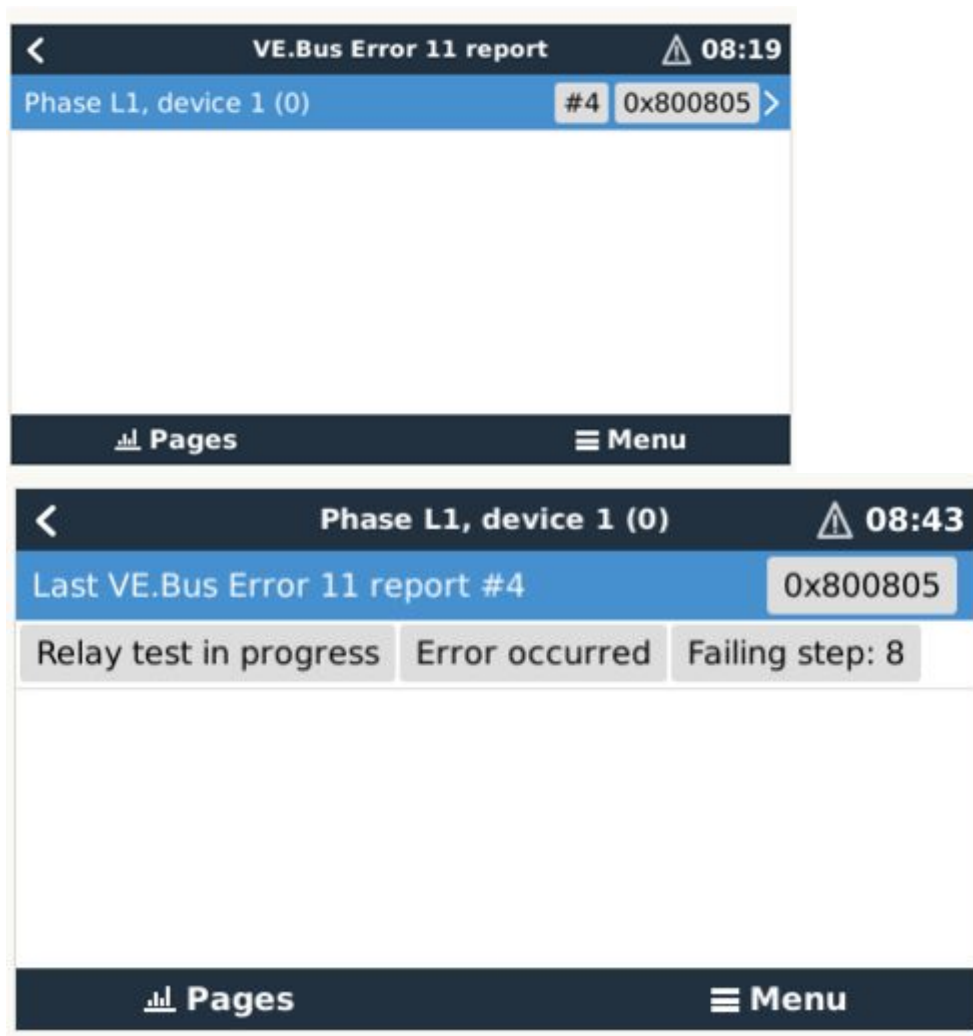 VE.Bus Error 11 report 08:19
Phase L1, device 1 (0) #4 0x800805
Pages Menu
Phase L1, device 1 (0) 08:43
Last VE.Bus Error 11 report #4 0x800805
Relay test in progress Error occurred Failing step: 8
Pages Menu